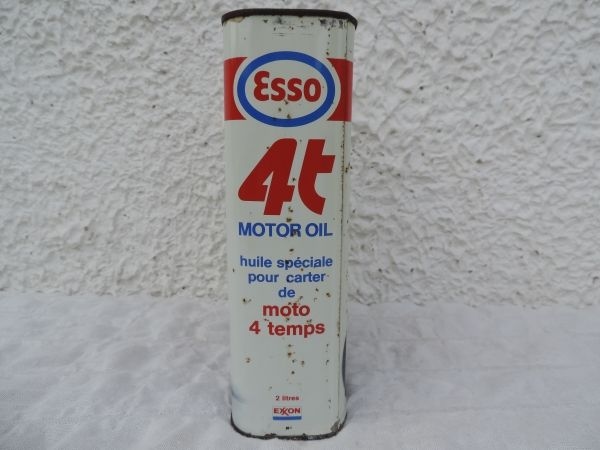 Esso
4t
MOTOR OIL
huile spéciale
pour carter
de
moto
4 temps
2 litres
EXXON